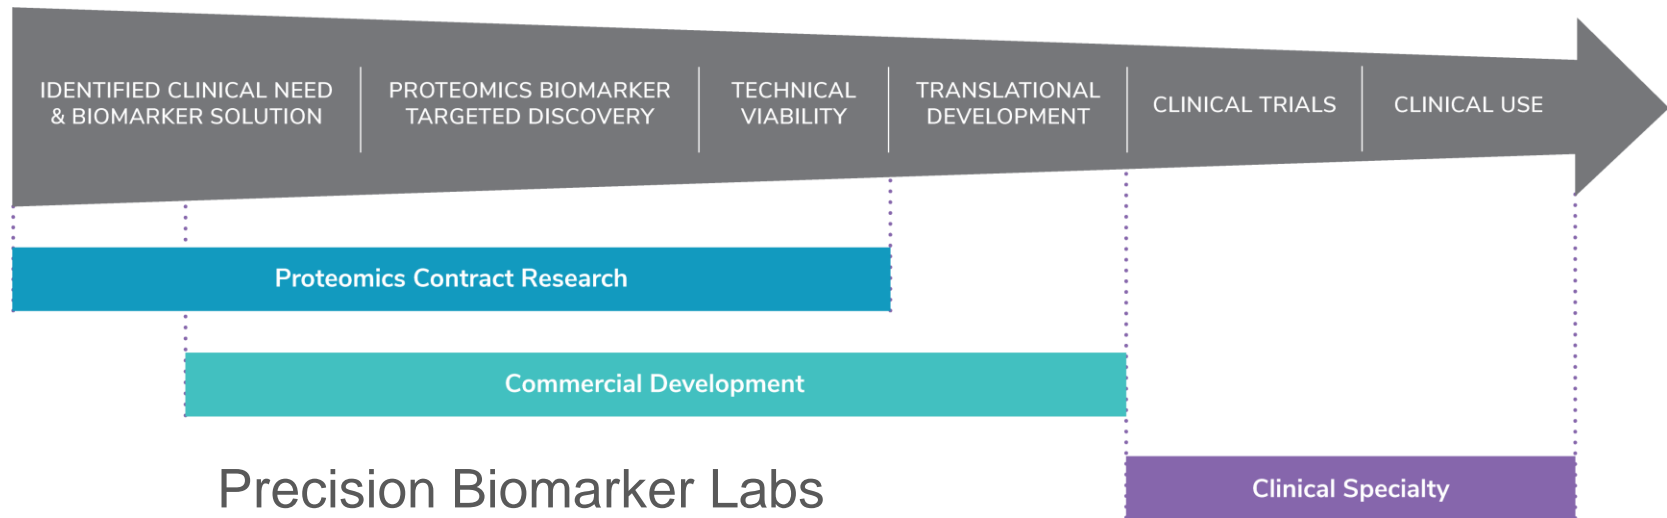 IDENTIFIED CLINICAL NEED
& BIOMARKER SOLUTION
PROTEOMICS BIOMARKER
TARGETED DISCOVERY
TECHNICAL
VIABILITY
TRANSLATIONAL
DEVELOPMENT
CLINICAL TRIALS
CLINICAL USE
Proteomics Contract Research
Commercial Development
Precision Biomarker Labs
Clinical Specialty